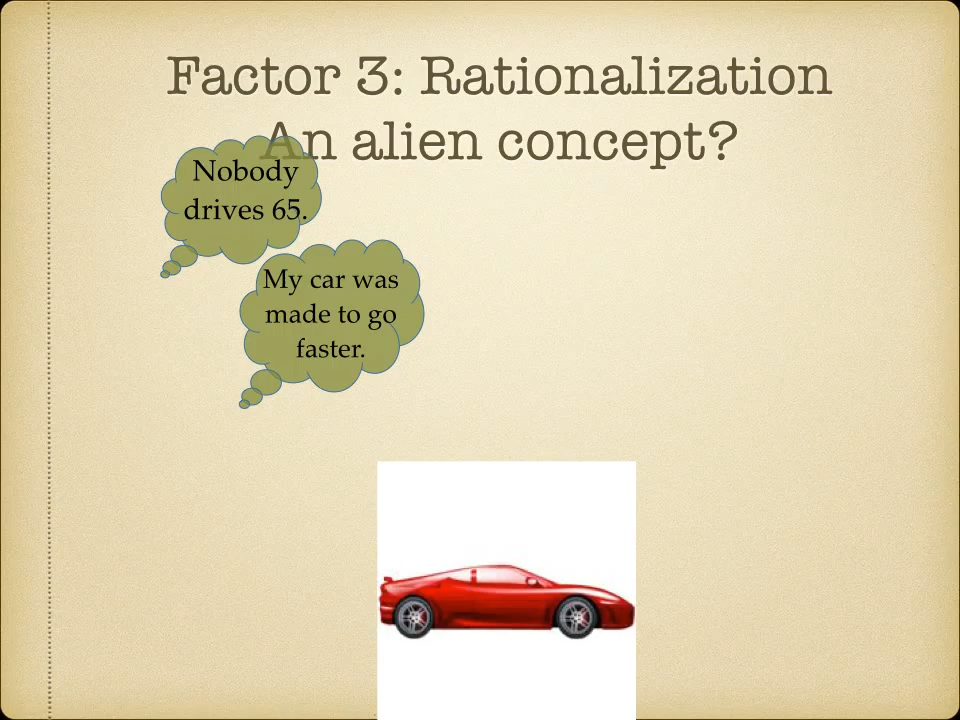 Factor 3: Rationalization
An alien concept?
Nobody
drives 65.
My car was
made to go
faster.